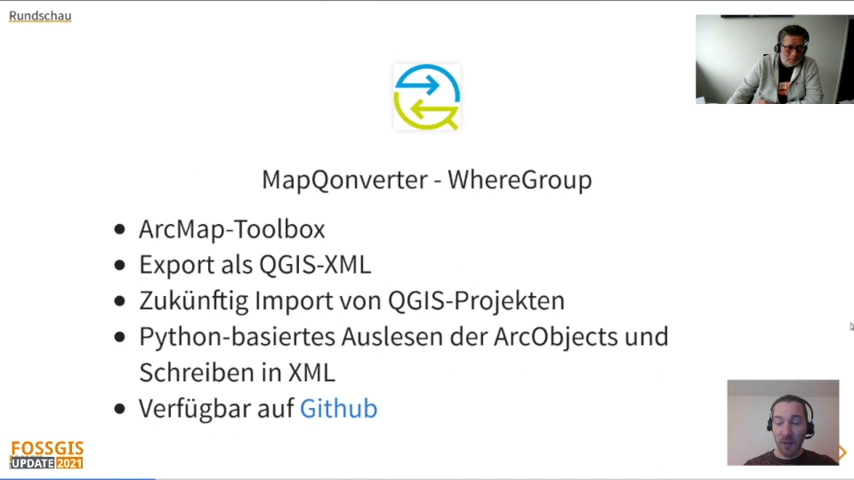 Rundschau
MapQonverter - WhereGroup
ArcMap-Toolbox
Export als QGIS-XML
Zukünftig Import von QGIS-Projekten
Python-basiertes Auslesen der ArcObjects und
Schreiben in XML
Verfügbar auf Github
FOSSGIS
UPDATE 2021